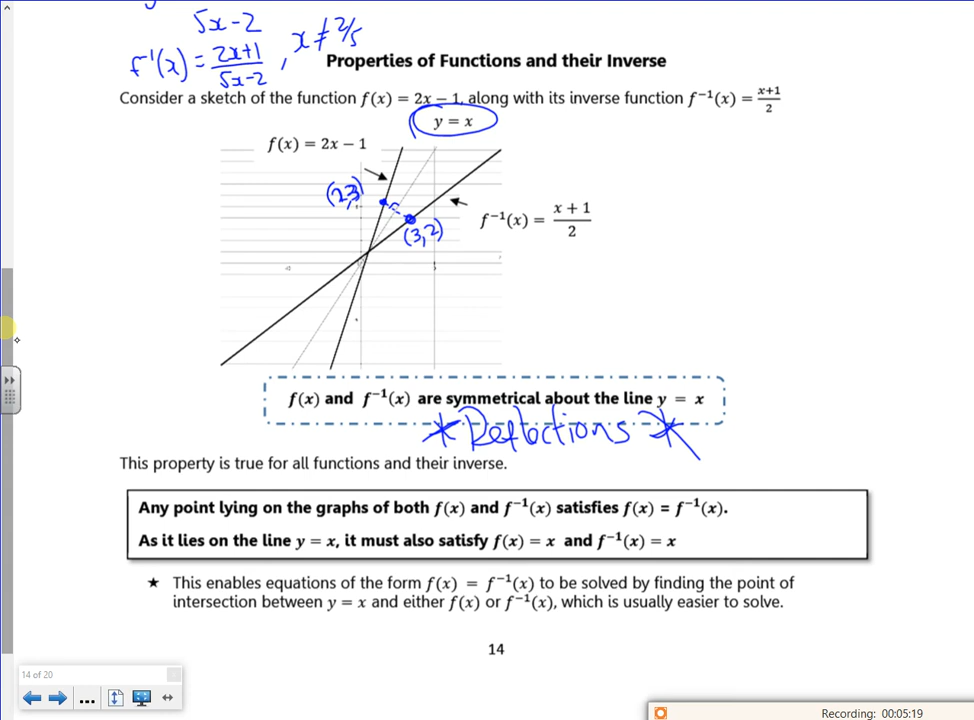 5x-2
f⁻¹(x) = 2x+1 / 5x-2 , x ≠ 2/5
Properties of Functions and their Inverse
Consider a sketch of the function f(x) = 2x − 1, along with its inverse function f⁻¹(x) = x+1 / 2
y = x
f(x) = 2x − 1
(2,3)
f⁻¹(x) = x + 1 / 2
(3,2)
f(x) and f⁻¹(x) are symmetrical about the line y = x
* Reflections *
This property is true for all functions and their inverse.
Any point lying on the graphs of both f(x) and f⁻¹(x) satisfies f(x) = f⁻¹(x).
As it lies on the line y = x, it must also satisfy f(x) = x and f⁻¹(x) = x
★ This enables equations of the form f(x) = f⁻¹(x) to be solved by finding the point of
intersection between y = x and either f(x) or f⁻¹(x), which is usually easier to solve.
14
14 of 20
...
Recording: 00:05:19